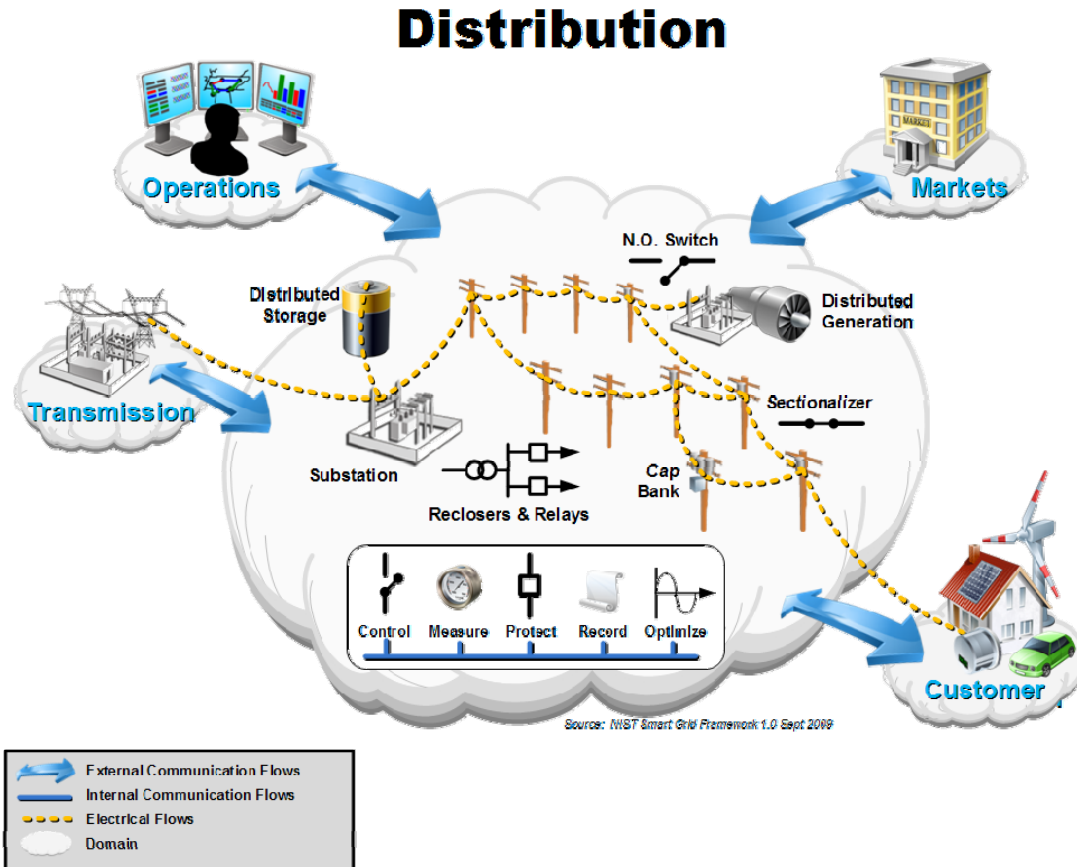 Distribution
Operations
MARKET
Markets
N.O. Switch
Distributed
Storage
Distributed
Generation
Transmission
Sectionalizer
Substation
Cap
Bank
Reclosers & Relays
Control Measure Protect Record Optimize
Customer
Source: NIST Smart Grid Framework 1.0 Sept 2009
External Communication Flows
Internal Communication Flows
Electrical Flows
Domain